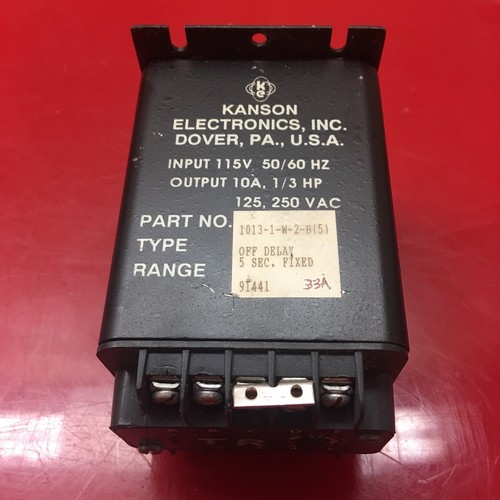 K
e
KANSON
ELECTRONICS, INC.
DOVER, PA., U.S.A.
INPUT 115V 50/60 HZ
OUTPUT 10A, 1/3 HP
125, 250 VAC
PART NO. 1013-1-W-2-B(5)
TYPE OFF DELAY
RANGE 5 SEC. FIXED
91441 33A